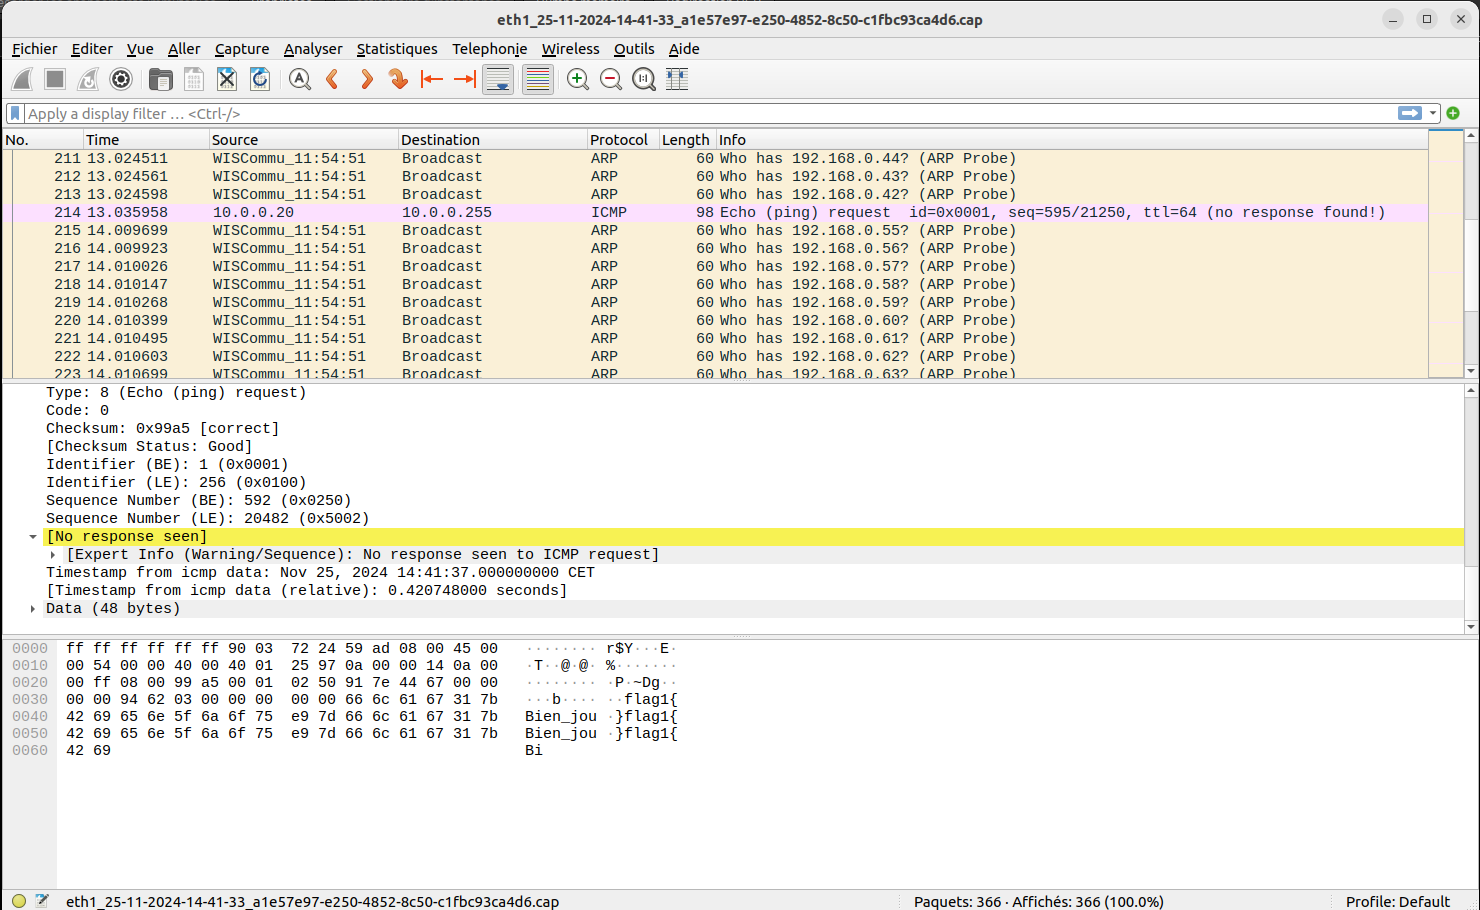 eth1_25-11-2024-14-41-33_a1e57e97-e250-4852-8c50-c1fbc93ca4d6.cap
Fichier Editer Vue Aller Capture Analyser Statistiques Telephonie Wireless Outils Aide
Apply a display filter … <Ctrl-/>
No. Time Source Destination Protocol Length Info
211 13.024511 WISCommu_11:54:51 Broadcast ARP 60 Who has 192.168.0.44? (ARP Probe)
212 13.024561 WISCommu_11:54:51 Broadcast ARP 60 Who has 192.168.0.43? (ARP Probe)
213 13.024598 WISCommu_11:54:51 Broadcast ARP 60 Who has 192.168.0.42? (ARP Probe)
214 13.035958 10.0.0.20 10.0.0.255 ICMP 98 Echo (ping) request id=0x0001, seq=595/21250, ttl=64 (no response found!)
215 14.009699 WISCommu_11:54:51 Broadcast ARP 60 Who has 192.168.0.55? (ARP Probe)
216 14.009923 WISCommu_11:54:51 Broadcast ARP 60 Who has 192.168.0.56? (ARP Probe)
217 14.010026 WISCommu_11:54:51 Broadcast ARP 60 Who has 192.168.0.57? (ARP Probe)
218 14.010147 WISCommu_11:54:51 Broadcast ARP 60 Who has 192.168.0.58? (ARP Probe)
219 14.010268 WISCommu_11:54:51 Broadcast ARP 60 Who has 192.168.0.59? (ARP Probe)
220 14.010399 WISCommu_11:54:51 Broadcast ARP 60 Who has 192.168.0.60? (ARP Probe)
221 14.010495 WISCommu_11:54:51 Broadcast ARP 60 Who has 192.168.0.61? (ARP Probe)
222 14.010603 WISCommu_11:54:51 Broadcast ARP 60 Who has 192.168.0.62? (ARP Probe)
223 14.010699 WISCommu_11:54:51 Broadcast ARP 60 Who has 192.168.0.63? (ARP Probe)
Type: 8 (Echo (ping) request)
Code: 0
Checksum: 0x99a5 [correct]
[Checksum Status: Good]
Identifier (BE): 1 (0x0001)
Identifier (LE): 256 (0x0100)
Sequence Number (BE): 592 (0x0250)
Sequence Number (LE): 20482 (0x5002)
[No response seen]
[Expert Info (Warning/Sequence): No response seen to ICMP request]
Timestamp from icmp data: Nov 25, 2024 14:41:37.000000000 CET
[Timestamp from icmp data (relative): 0.420748000 seconds]
Data (48 bytes)
0000 ff ff ff ff ff ff 90 03 72 24 59 ad 08 00 45 00 ········ r$Y···E·
0010 00 54 00 00 40 00 40 01 25 97 0a 00 00 14 0a 00 ·T··@·@· %·······
0020 00 ff 08 00 99 a5 00 01 02 50 91 7e 44 67 00 00 ········ ·P·~Dg··
0030 00 00 94 62 03 00 00 00 00 00 66 6c 61 67 31 7b ···b···· ··flag1{
0040 42 69 65 6e 5f 6a 6f 75 e9 7d 66 6c 61 67 31 7b Bien_jou ·}flag1{
0050 42 69 65 6e 5f 6a 6f 75 e9 7d 66 6c 61 67 31 7b Bien_jou ·}flag1{
0060 42 69 Bi
eth1_25-11-2024-14-41-33_a1e57e97-e250-4852-8c50-c1fbc93ca4d6.cap Paquets: 366 · Affichés: 366 (100.0%) Profile: Default